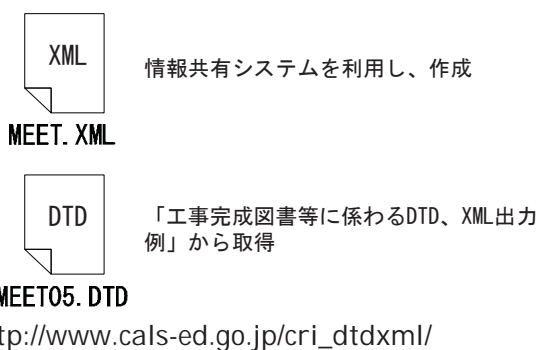 XML
情報共有システムを利用し、作成
MEET.XML
DTD
「工事完成図書等に係わるDTD、XML出力
例」から取得
MEET05.DTD
tp://www.cals-ed.go.jp/cri_dtdxml/